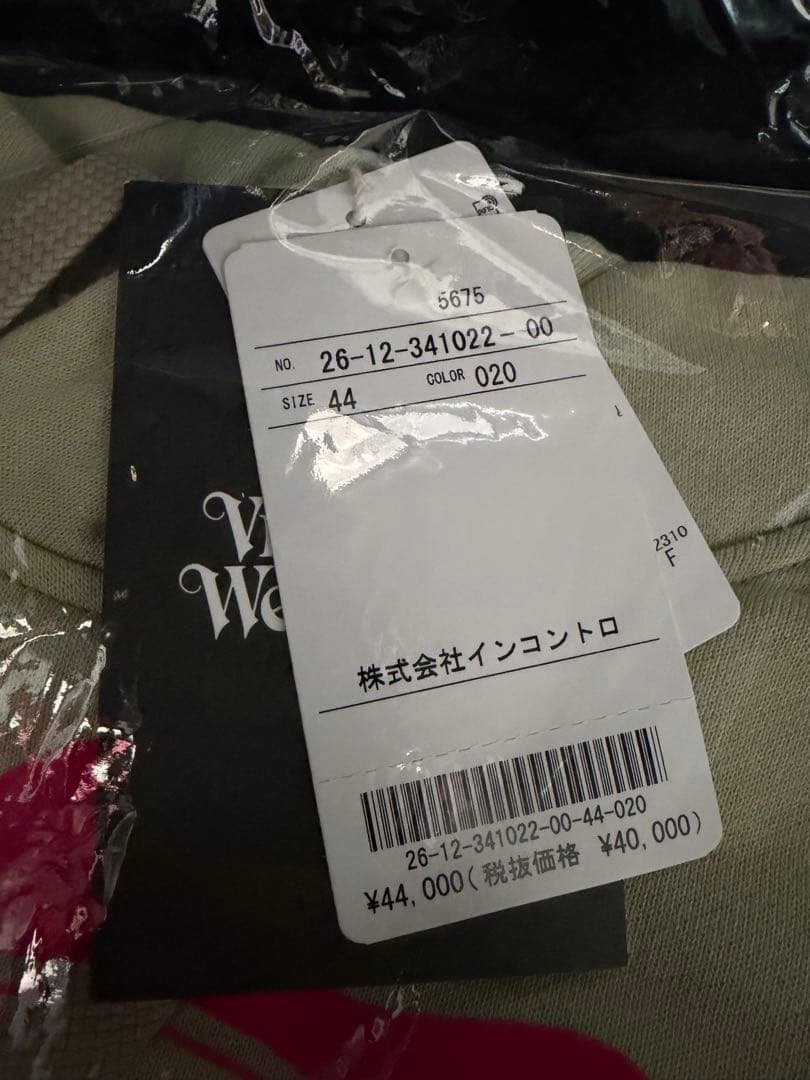 5675
NO. 26-12-341022-00
SIZE 44 COLOR 020
株式会社インコントロ
26-12-341022-00-44-020
¥44,000(税抜価格 ¥40,000)
2310
F